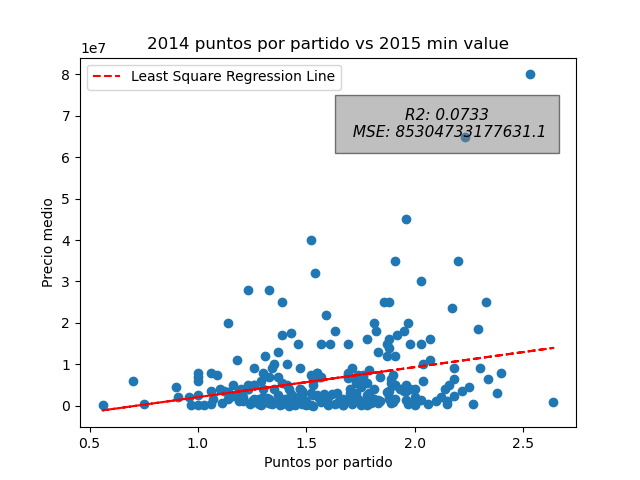 2014 puntos por partido vs 2015 min value
1e7
Least Square Regression Line
R2: 0.0733
MSE: 85304733177631.1
8
7
6
5
4
3
2
1
0
Precio medio
0.5 1.0 1.5 2.0 2.5
Puntos por partido